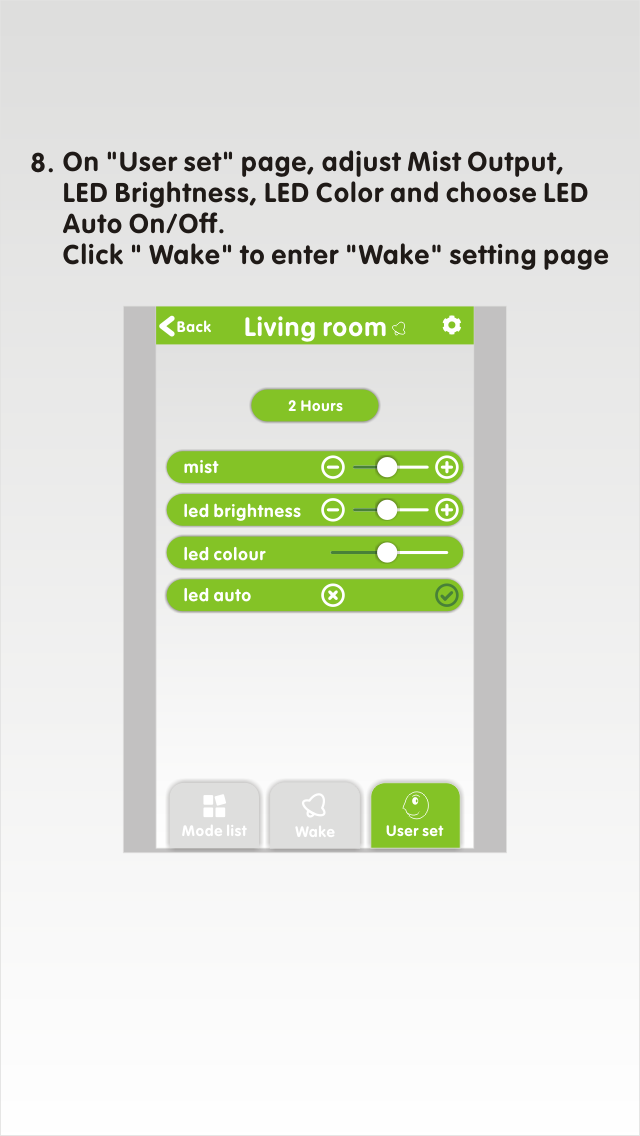 8. On "User set" page, adjust Mist Output,
LED Brightness, LED Color and choose LED
Auto On/Off.
Click " Wake" to enter "Wake" setting page
Back Living room
2 Hours
mist
led brightness
led colour
led auto
Mode list Wake User set